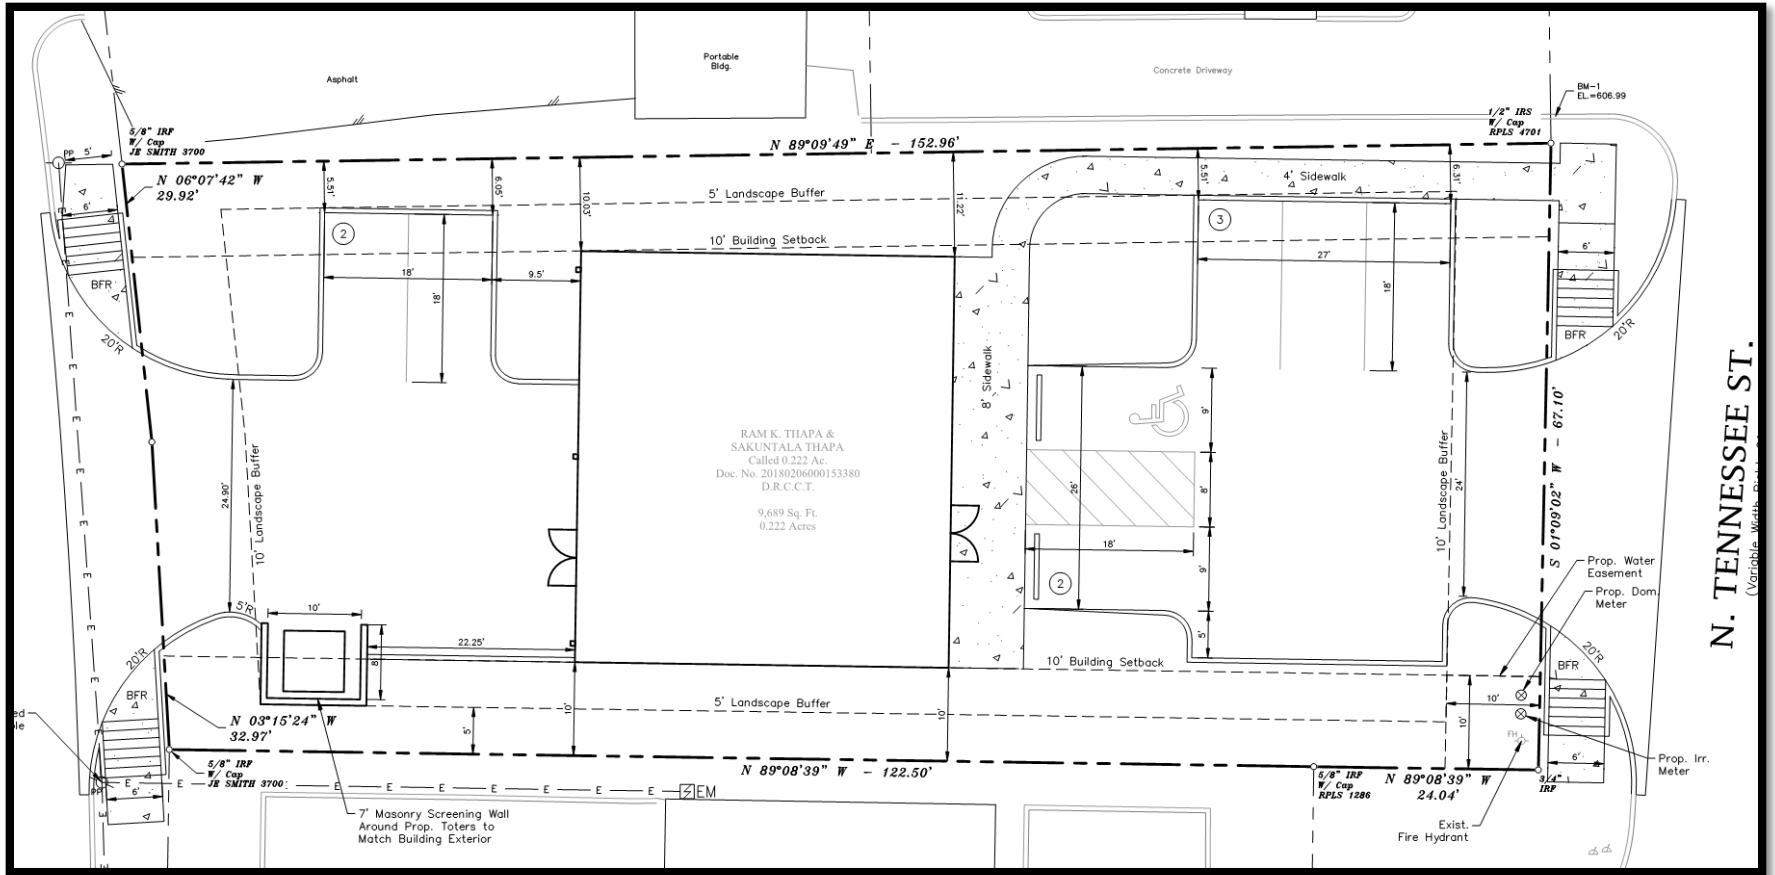 Asphalt
Portable
Bldg.
Concrete Driveway
BM-1
EL.=606.99
1/2" IRS
W/ Cap
RPLS 4701
5/8" IRF
W/ Cap
JE SMITH 3700
PP
5'
6'
N 06°07'42" W
29.92'
N 89°09'49" E - 152.96'
5.51'
6.05'
10.03'
11.22'
5.51'
6.31'
4' Sidewalk
5' Landscape Buffer
10' Building Setback
2
3
18'
9.5'
18'
27'
18'
6'
BFR
20'R
BFR
20'R
8' Sidewalk
RAM K. THAPA &
SAKUNTALA THAPA
Called 0.222 Ac.
Doc. No. 20180206000153380
D.R.C.C.T.
9,689 Sq. Ft.
0.222 Acres
24.90'
10' Landscape Buffer
26'
9'
8'
9'
18'
2
5'
10' Landscape Buffer
24'
S 01°09'02" W - 67.10'
N. TENNESSEE ST.
Prop. Water
Easement
Prop. Dom.
Meter
5'R
10'
22.25'
8'
20'R
BFR
20'R
BFR
10' Building Setback
5' Landscape Buffer
10'
10'
10'
10'
5'
N 03°15'24" W
32.97'
FH
Prop. Irr.
Meter
6'
5/8" IRF
W/ Cap
JE SMITH 3700
PP
6'
E
E
E
E
E
E
E
E
E
EM
N 89°08'39" W - 122.50'
5/8" IRF
W/ Cap
RPLS 1286
N 89°08'39" W
24.04'
3/4"
IRF
7' Masonry Screening Wall
Around Prop. Toters to
Match Building Exterior
Exist.
Fire Hydrant